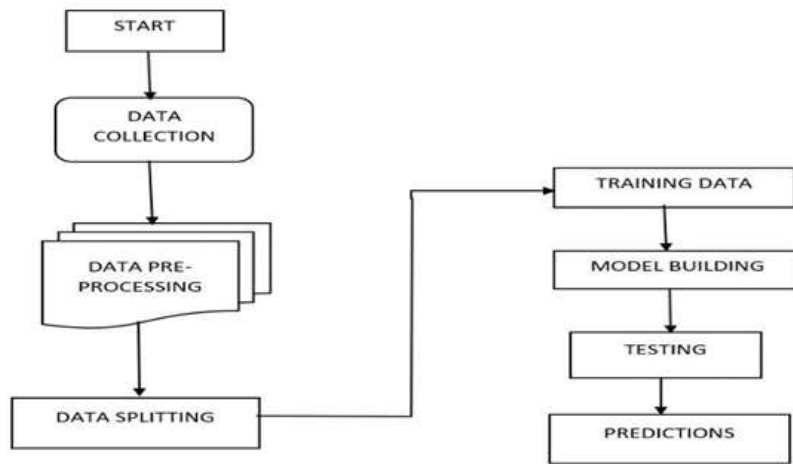 START
DATA
COLLECTION
DATA PRE-
PROCESSING
DATA SPLITTING
TRAINING DATA
MODEL BUILDING
TESTING
PREDICTIONS